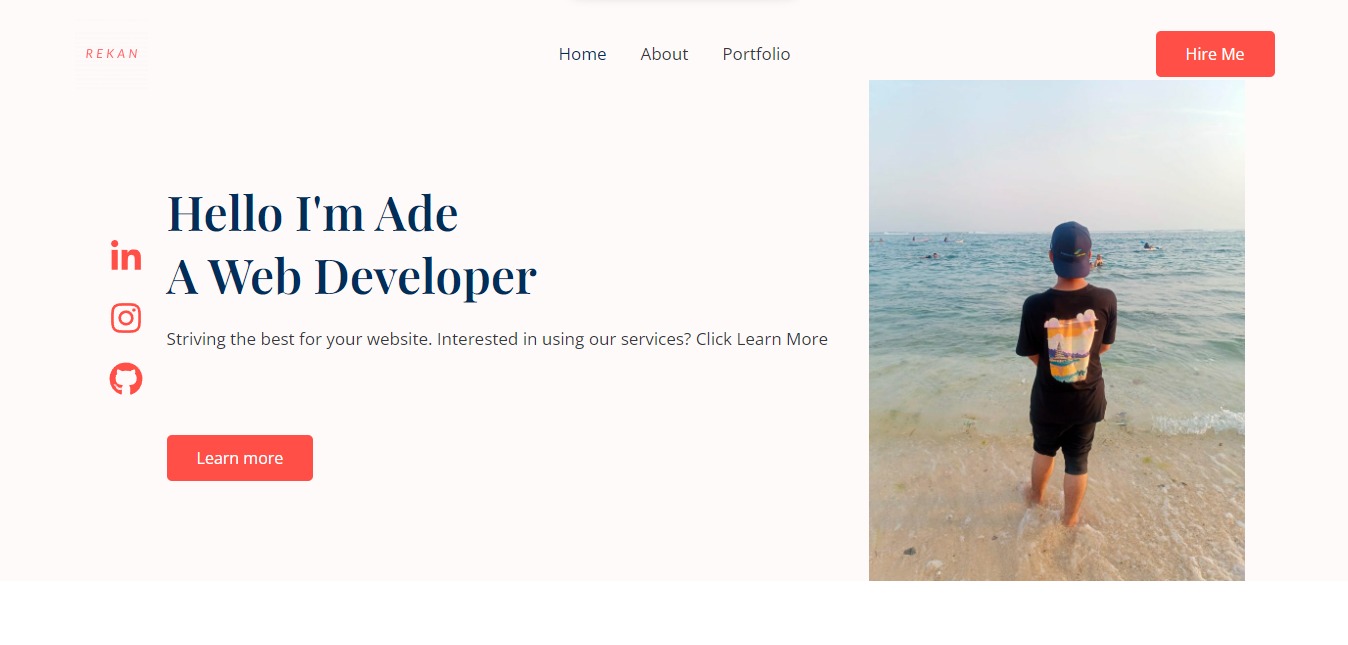 REKAN
Home About Portfolio
Hire Me
Hello I'm Ade
A Web Developer
in
Striving the best for your website. Interested in using our services? Click Learn More
Learn more